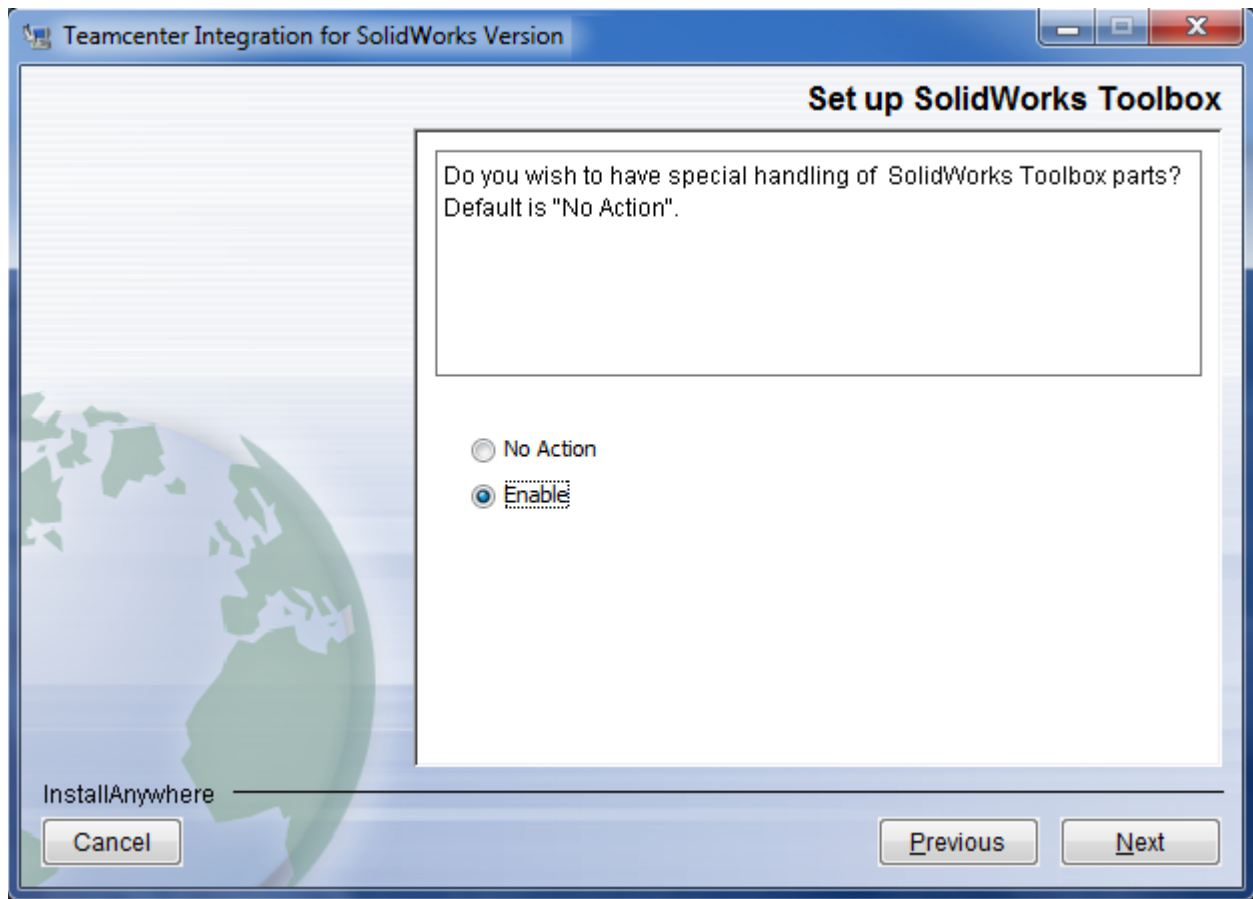 Teamcenter Integration for SolidWorks Version
Set up SolidWorks Toolbox
Do you wish to have special handling of SolidWorks Toolbox parts?
Default is "No Action".
No Action
Enable
InstallAnywhere
Cancel
Previous
Next